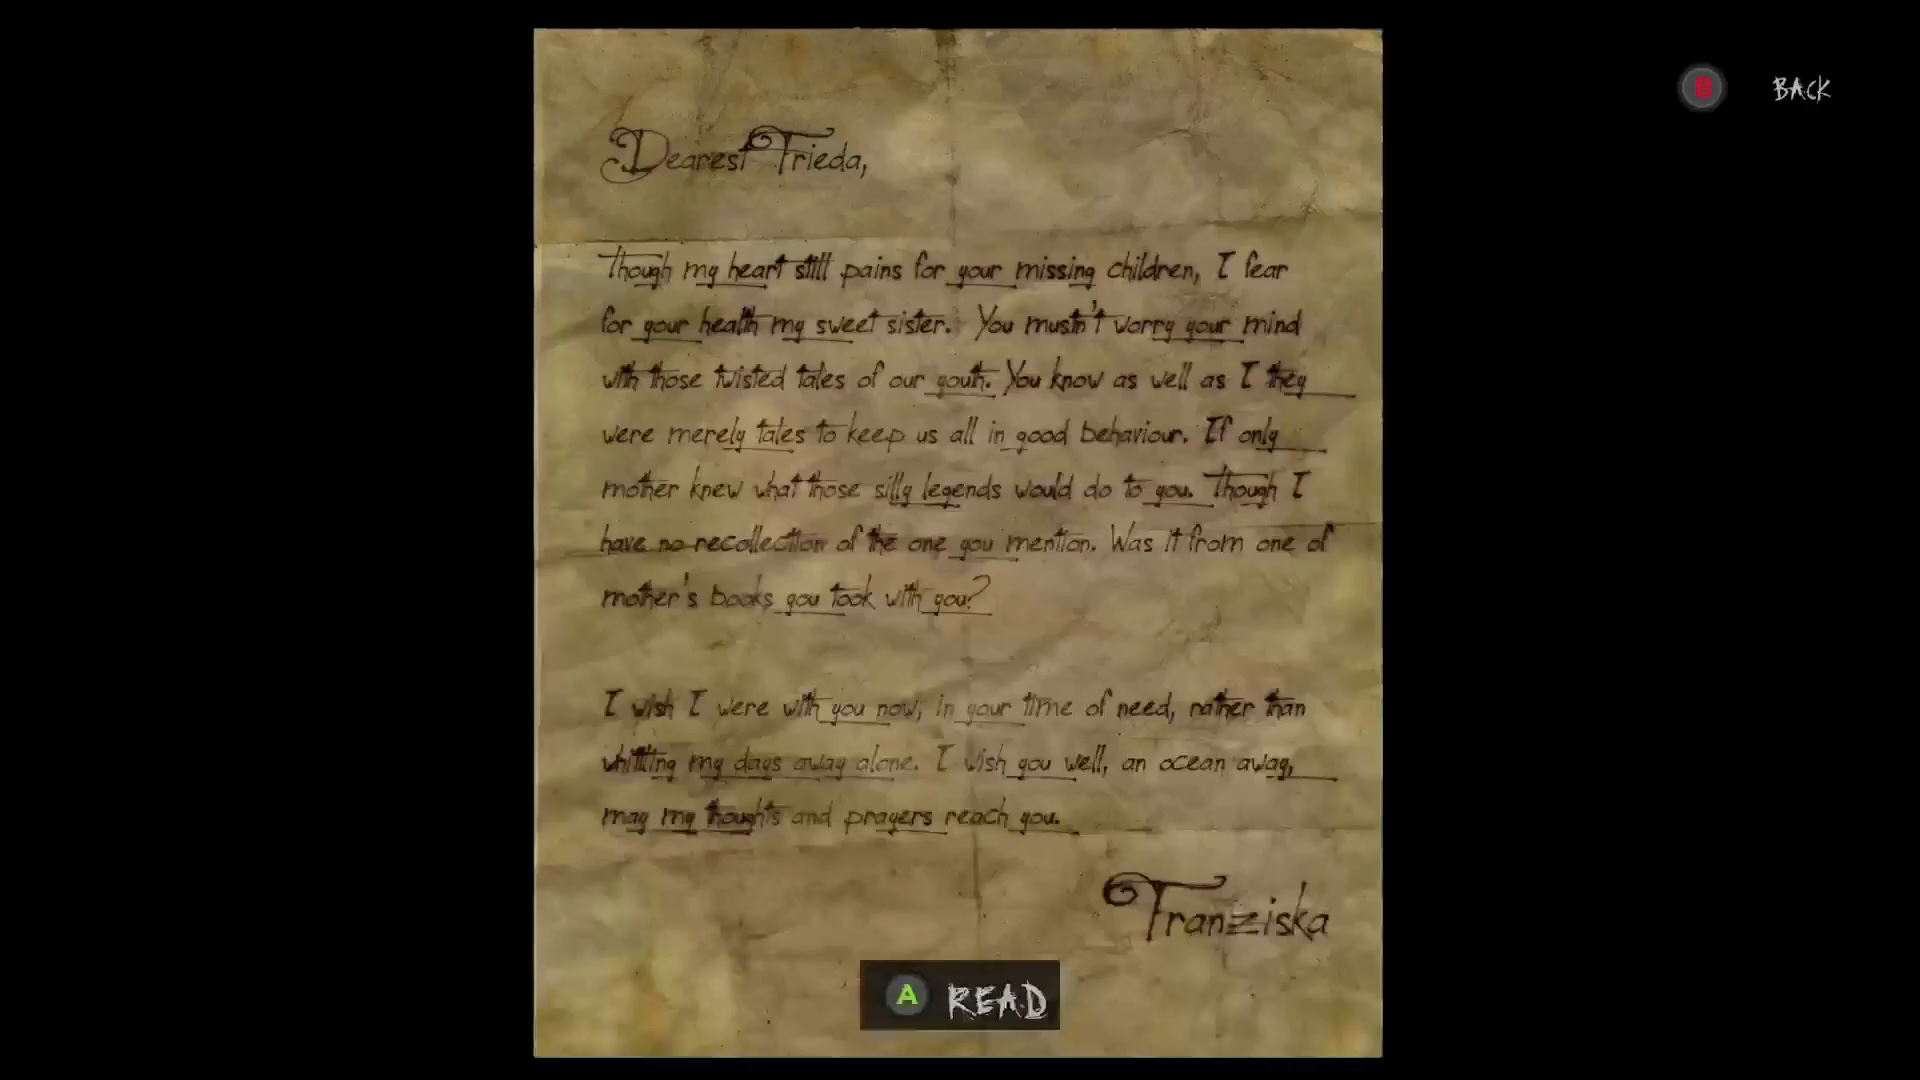 BACK
Dearest Frieda,
Though my heart still pains for your missing children, I fear
for your health my sweet sister. You mustn't worry your mind
with those twisted tales of our youth. You know as well as I they
were merely tales to keep us all in good behaviour. If only
mother knew what those silly legends would do to you. Though I
have no recollection of the one you mention. Was it from one of
mother's books you took with you?
I wish I were with you now, in your time of need, rather than
whittling my days away alone. I wish you well, an ocean away,
may my thoughts and prayers reach you.
Franziska
A READ
B